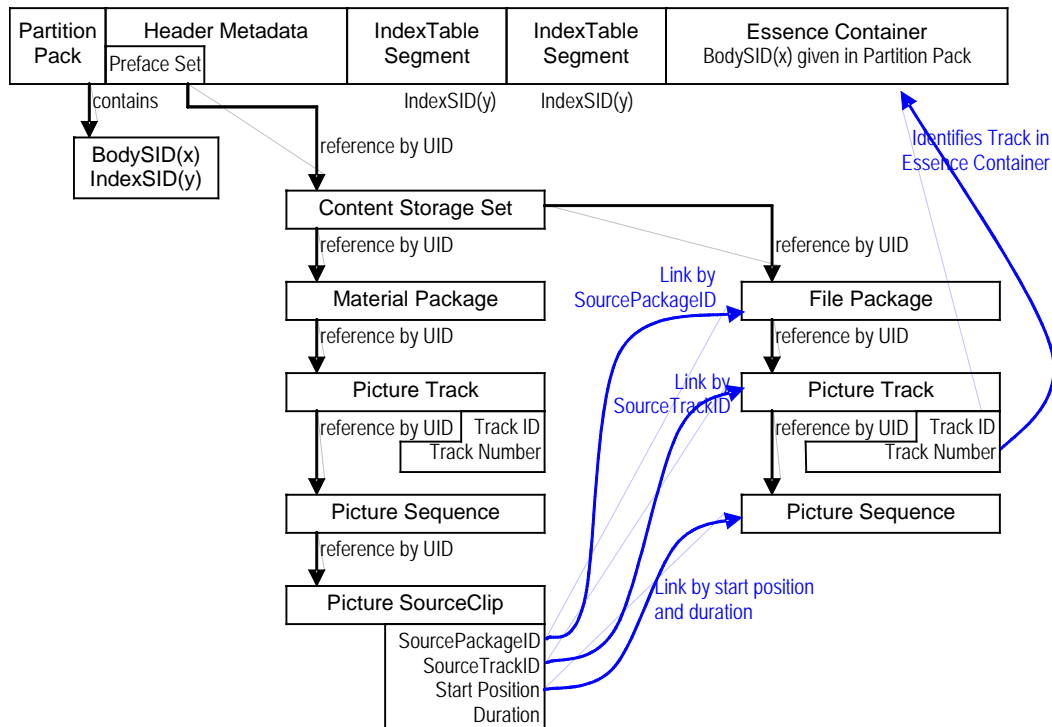 Partition
Pack
Header Metadata
Preface Set
IndexTable
Segment
IndexTable
Segment
Essence Container
BodySID(x) given in Partition Pack
contains
IndexSID(y)
IndexSID(y)
BodySID(x)
IndexSID(y)
reference by UID
Identifies Track in
Essence Container
Content Storage Set
reference by UID
reference by UID
Link by
SourcePackageID
Material Package
File Package
reference by UID
reference by UID
Picture Track
Link by
SourceTrackID
Picture Track
reference by UID
Track ID
Track Number
reference by UID
Track ID
Track Number
Picture Sequence
Picture Sequence
reference by UID
Picture SourceClip
Link by start position
and duration
SourcePackageID
SourceTrackID
Start Position
Duration